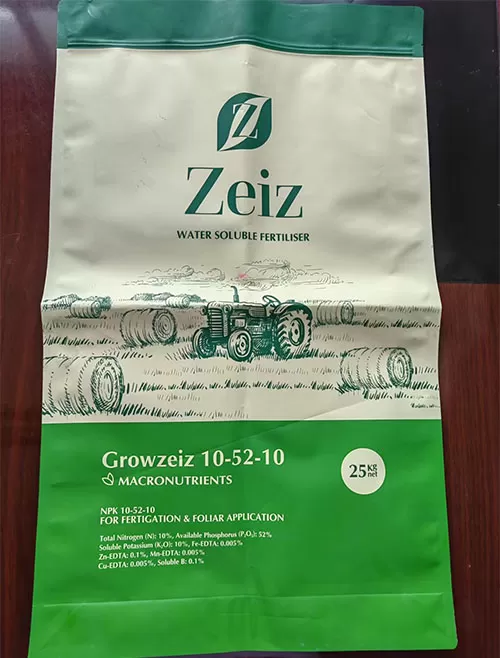 Z
Zeiz
WATER SOLUBLE FERTILISER
Growzeiz 10-52-10
MACRONUTRIENTS
25 Kg net
NPK 10-52-10
FOR FERTIGATION & FOLIAR APPLICATION
Total Nitrogen (N): 10%, Available Phosphorus (P₂O₅): 52%
Soluble Potassium (K₂O): 10%, Fe-EDTA: 0.005%
Zn-EDTA: 0.1%, Mn-EDTA: 0.005%
Cu-EDTA: 0.005%, Soluble B: 0.1%